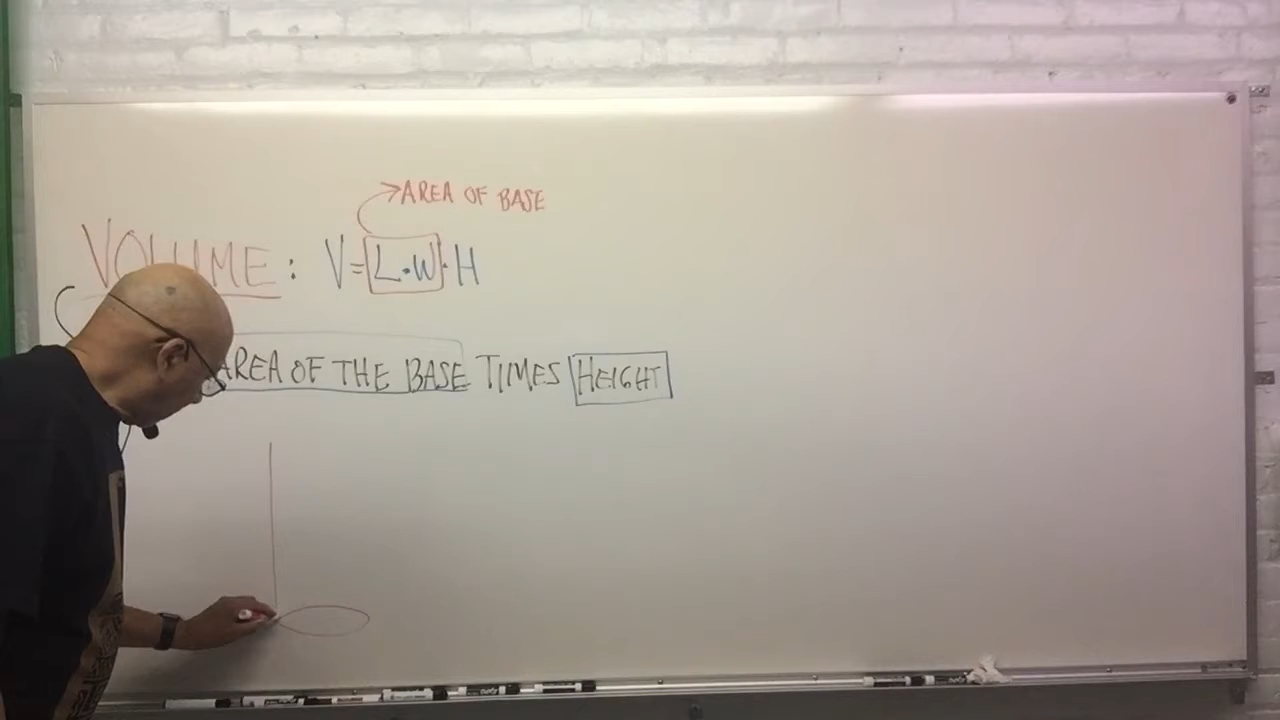 AREA OF BASE
VOLUME: V=L·W·H
AREA OF THE BASE TIMES HEIGHT